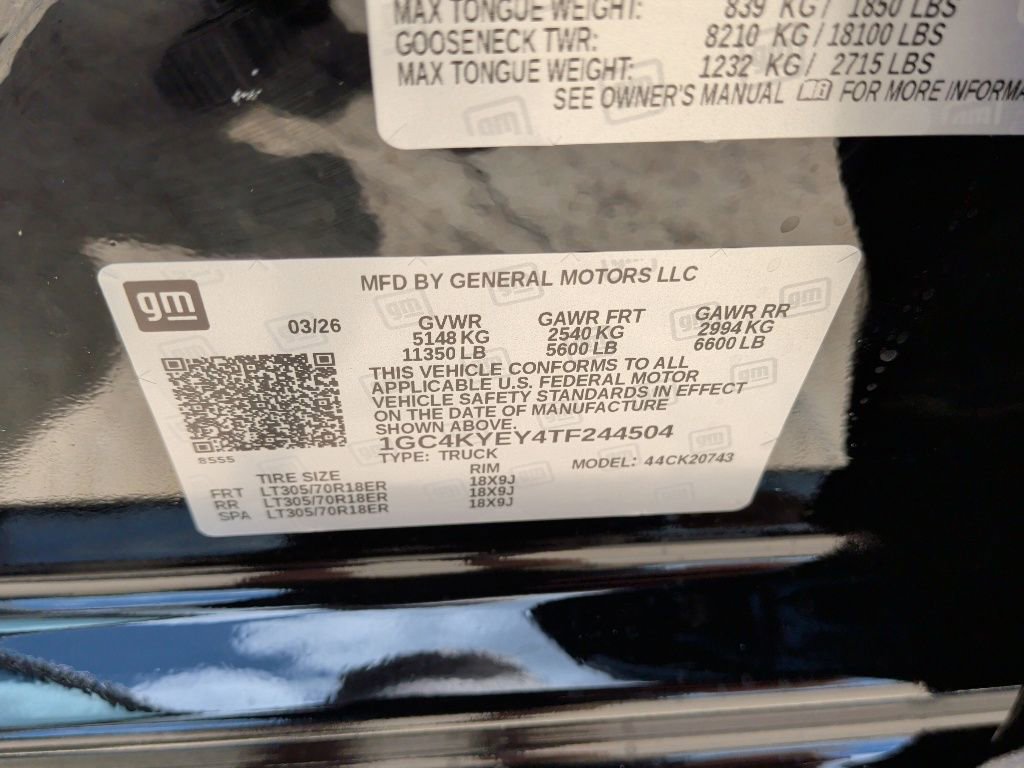 MAX TONGUE WEIGHT: 839 KG / 1850 LBS
GOOSENECK TWR: 8210 KG / 18100 LBS
MAX TONGUE WEIGHT: 1232 KG / 2715 LBS
SEE OWNER'S MANUAL FOR MORE INFORMA
gm
MFD BY GENERAL MOTORS LLC
03/26 GVWR GAWR FRT GAWR RR
5148 KG 2540 KG 2994 KG
11350 LB 5600 LB 6600 LB
THIS VEHICLE CONFORMS TO ALL
APPLICABLE U.S. FEDERAL MOTOR
VEHICLE SAFETY STANDARDS IN EFFECT
ON THE DATE OF MANUFACTURE
SHOWN ABOVE.
1GC4KYEY4TF244504
8555 TYPE: TRUCK MODEL: 44CK20743
TIRE SIZE RIM
FRT LT305/70R18ER 18X9J
RR LT305/70R18ER 18X9J
SPA LT305/70R18ER 18X9J